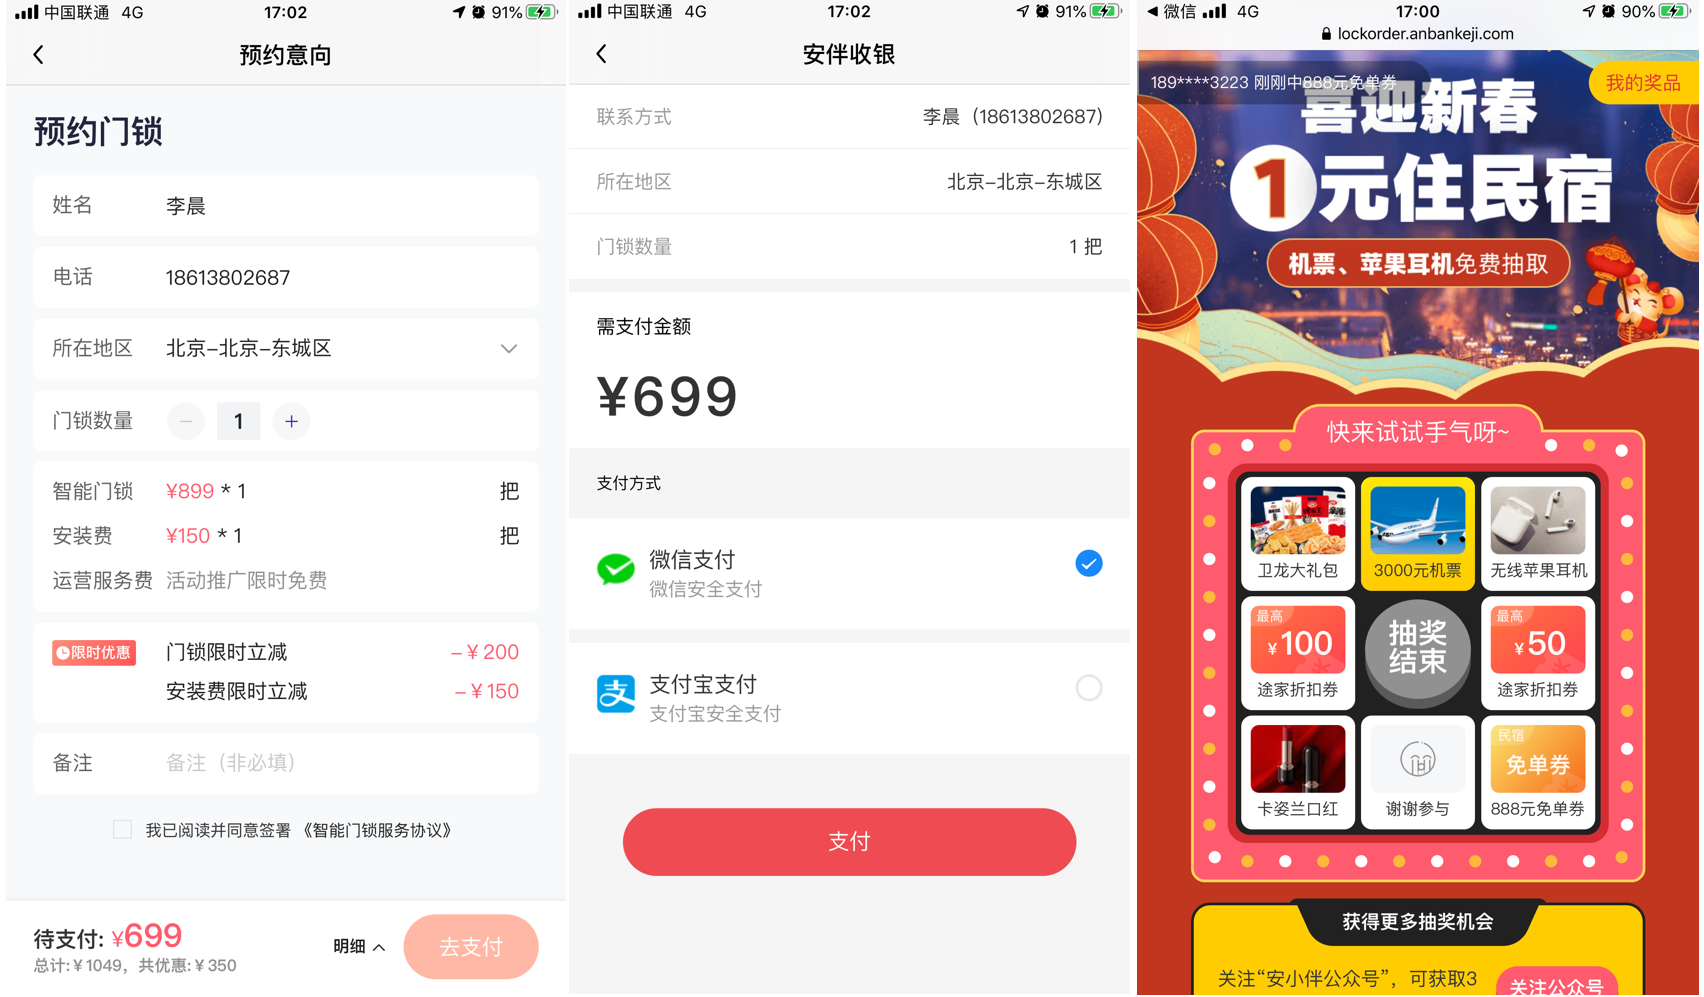 中国联通 4G
17:02
91%
预约意向
预约门锁
姓名 李晨
电话 18613802687
所在地区 北京-北京-东城区
门锁数量 − 1 +
智能门锁 ¥899 * 1 把
安装费 ¥150 * 1 把
运营服务费 活动推广限时免费
限时优惠 门锁限时立减 -¥200
安装费限时立减 -¥150
备注 备注（非必填）
我已阅读并同意签署《智能门锁服务协议》
待支付: ¥699
总计:¥1049，共优惠:¥350
明细
去支付
中国联通 4G
17:02
91%
安伴收银
联系方式 李晨（18613802687）
所在地区 北京-北京-东城区
门锁数量 1 把
需支付金额
¥699
支付方式
微信支付
微信安全支付
支
支付宝支付
支付宝安全支付
支付
微信 4G
17:00
90%
lockorder.anbankeji.com
189****3223 刚刚中888元免单券
我的奖品
喜迎新春
1元住民宿
机票、苹果耳机免费抽取
快来试试手气呀~
卫龙大礼包
3000元机票
无线苹果耳机
最高
¥100
途家折扣券
抽奖
结束
最高
¥50
途家折扣券
卡姿兰口红
谢谢参与
民宿
免单券
888元免单券
获得更多抽奖机会
关注“安小伴公众号”，可获取3
关注公众号